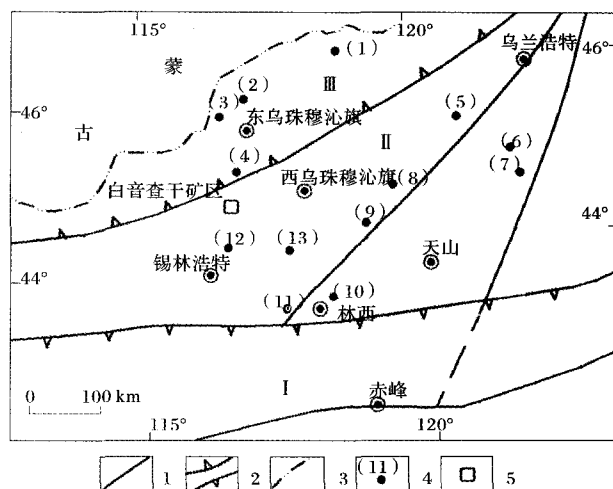 115° 120°
乌兰浩特
46°
蒙
(1)
Ⅲ
(2)
(3)
46°
东乌珠穆沁旗
(5)
古
Ⅱ
(6)
(4)
(7)
白音查干矿区
西乌珠穆沁旗
(8)
(9)
44°
(12)
(13)
天山
锡林浩特
44°
(11)
(10)
林西
Ⅰ
0 100 km
赤峰
115° 120°
1 2 3 (11) 4 5